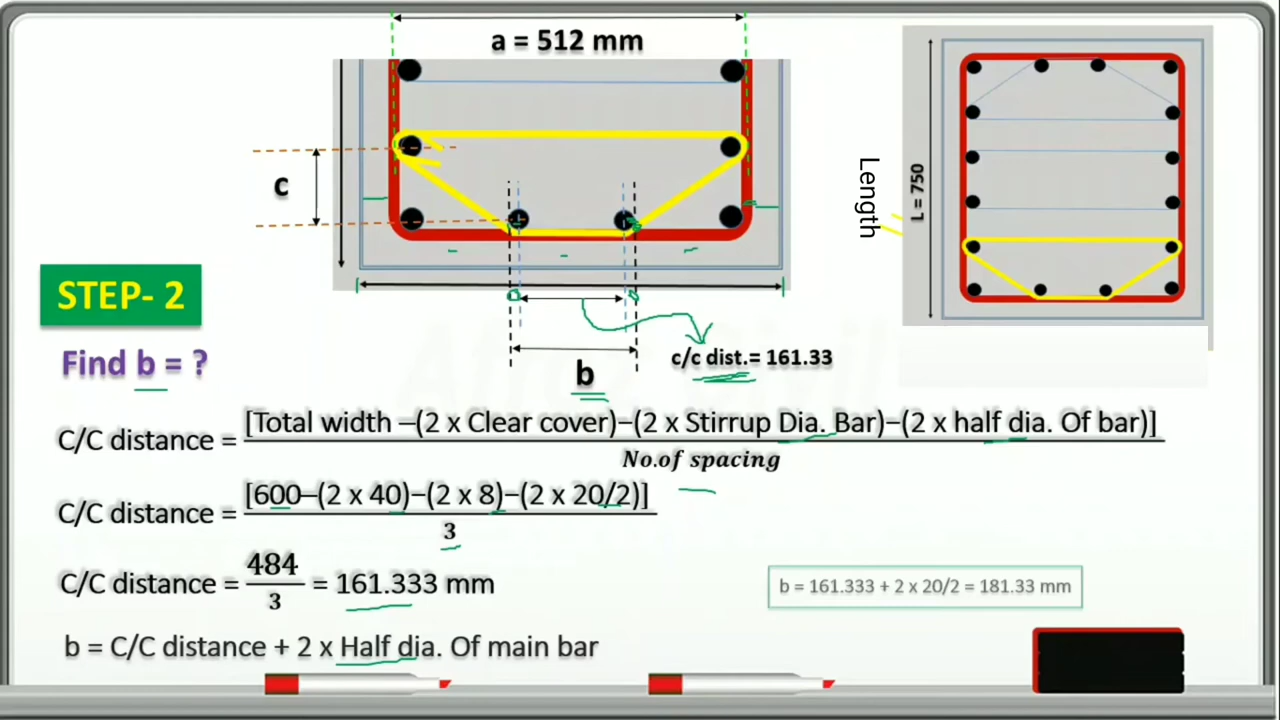 a = 512 mm
c
L = 750
Length
STEP- 2
Find b = ?
b
c/c dist.= 161.33
C/C distance = [Total width –(2 x Clear cover)–(2 x Stirrup Dia. Bar)–(2 x half dia. Of bar)]
No.of spacing
C/C distance = [600–(2 x 40)–(2 x 8)–(2 x 20/2)]
3
C/C distance = 484
3
= 161.333 mm
b = 161.333 + 2 x 20/2 = 181.33 mm
b = C/C distance + 2 x Half dia. Of main bar